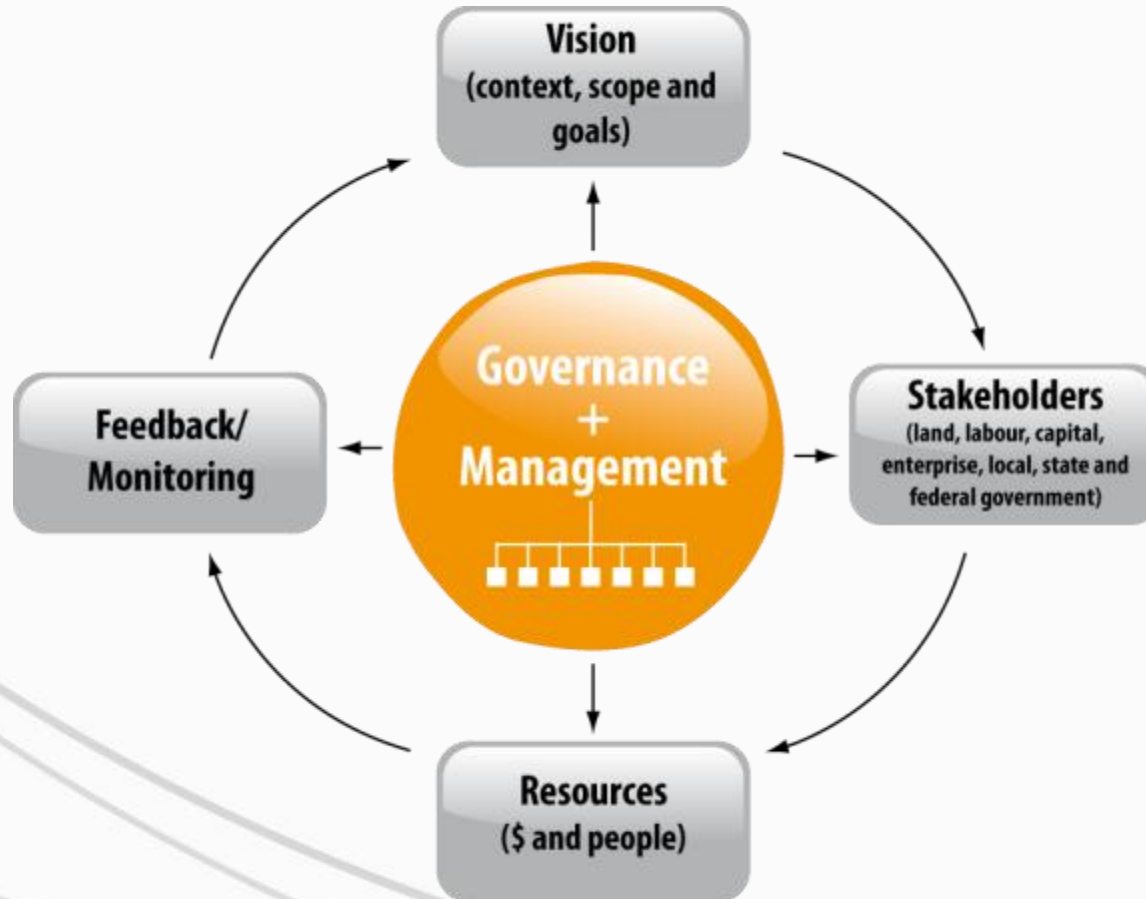 Vision
(context, scope and
goals)
Governance
+
Management
Stakeholders
(land, labour, capital,
enterprise, local, state and
federal government)
Feedback/
Monitoring
Resources
($ and people)